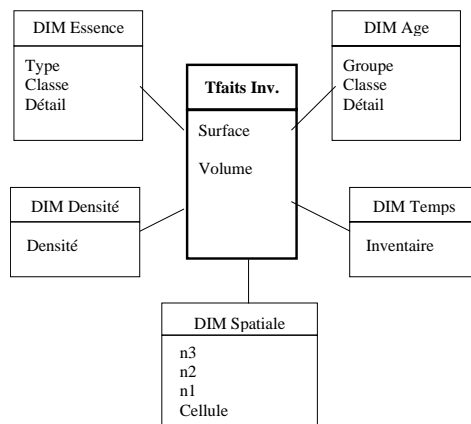 DIM Essence
Type
Classe
Détail
DIM Age
Groupe
Classe
Détail
Tfaits Inv.
Surface
Volume
DIM Densité
Densité
DIM Temps
Inventaire
DIM Spatiale
n3
n2
n1
Cellule